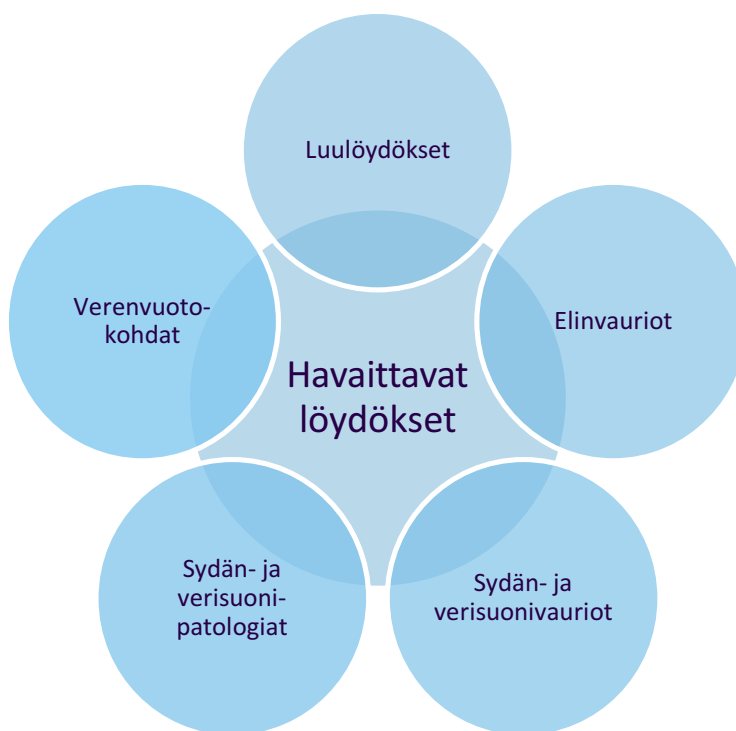 Luulöydökset
Verenvuoto-
kohdat
Elinvauriot
Havaittavat
löydökset
Sydän- ja
verisuoni-
patologiat
Sydän- ja
verisuonivauriot